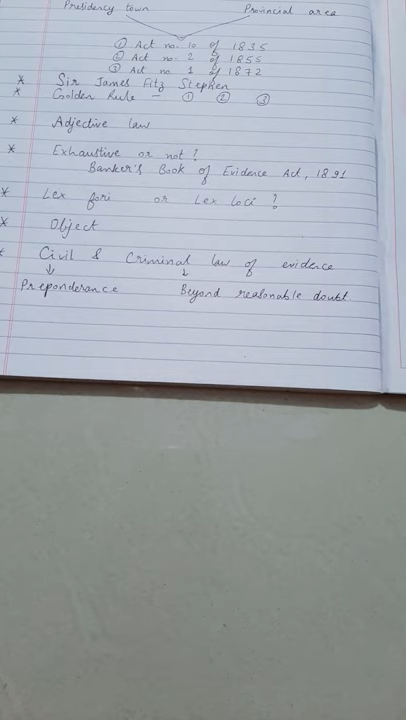 Presidency town Provincial area
① Act no. 10 of 1835
② Act no. 2 of 1855
③ Act no. 1 of 1872
* Sir James Fitz Stephen
* Golden Rule - ① ② ③
* Adjective law
* Exhaustive or not?
Banker's Book of Evidence Act, 1891
* Lex fori or Lex Loci?
* Object
* Civil & Criminal law of evidence
↓ ↓
Preponderance Beyond reasonable doubt.